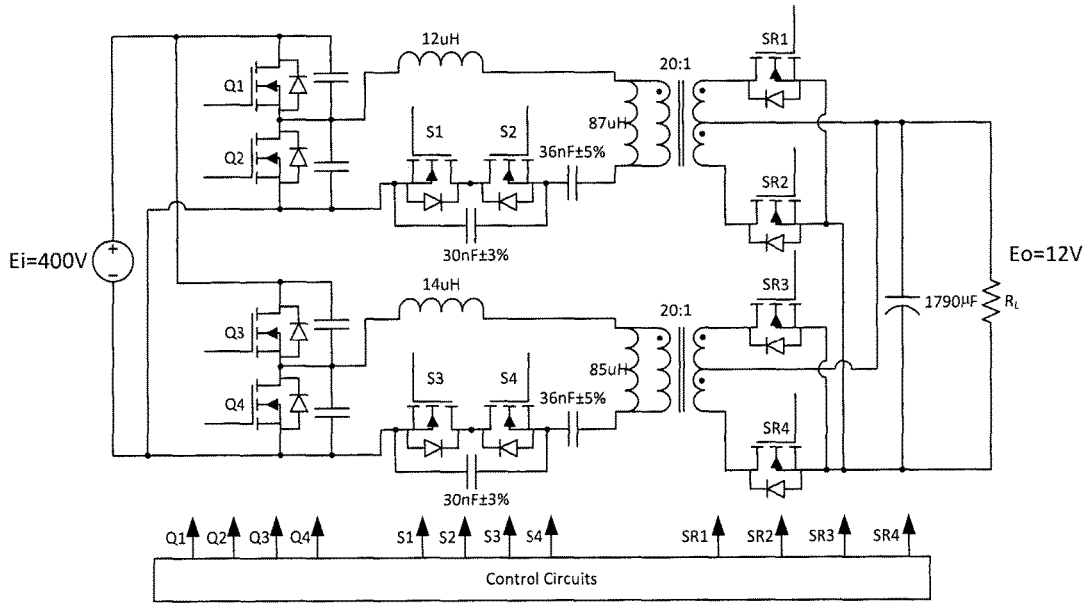 12uH
20:1
SR1
Q1
87uH
S1
S2
36nF±5%
Q2
SR2
30nF±3%
Ei=400V
+
−
Eo=12V
14uH
20:1
SR3
1790µF
R_L
Q3
85uH
S3
S4
36nF±5%
Q4
SR4
30nF±3%
Q1 Q2 Q3 Q4 S1 S2 S3 S4 SR1 SR2 SR3 SR4
Control Circuits